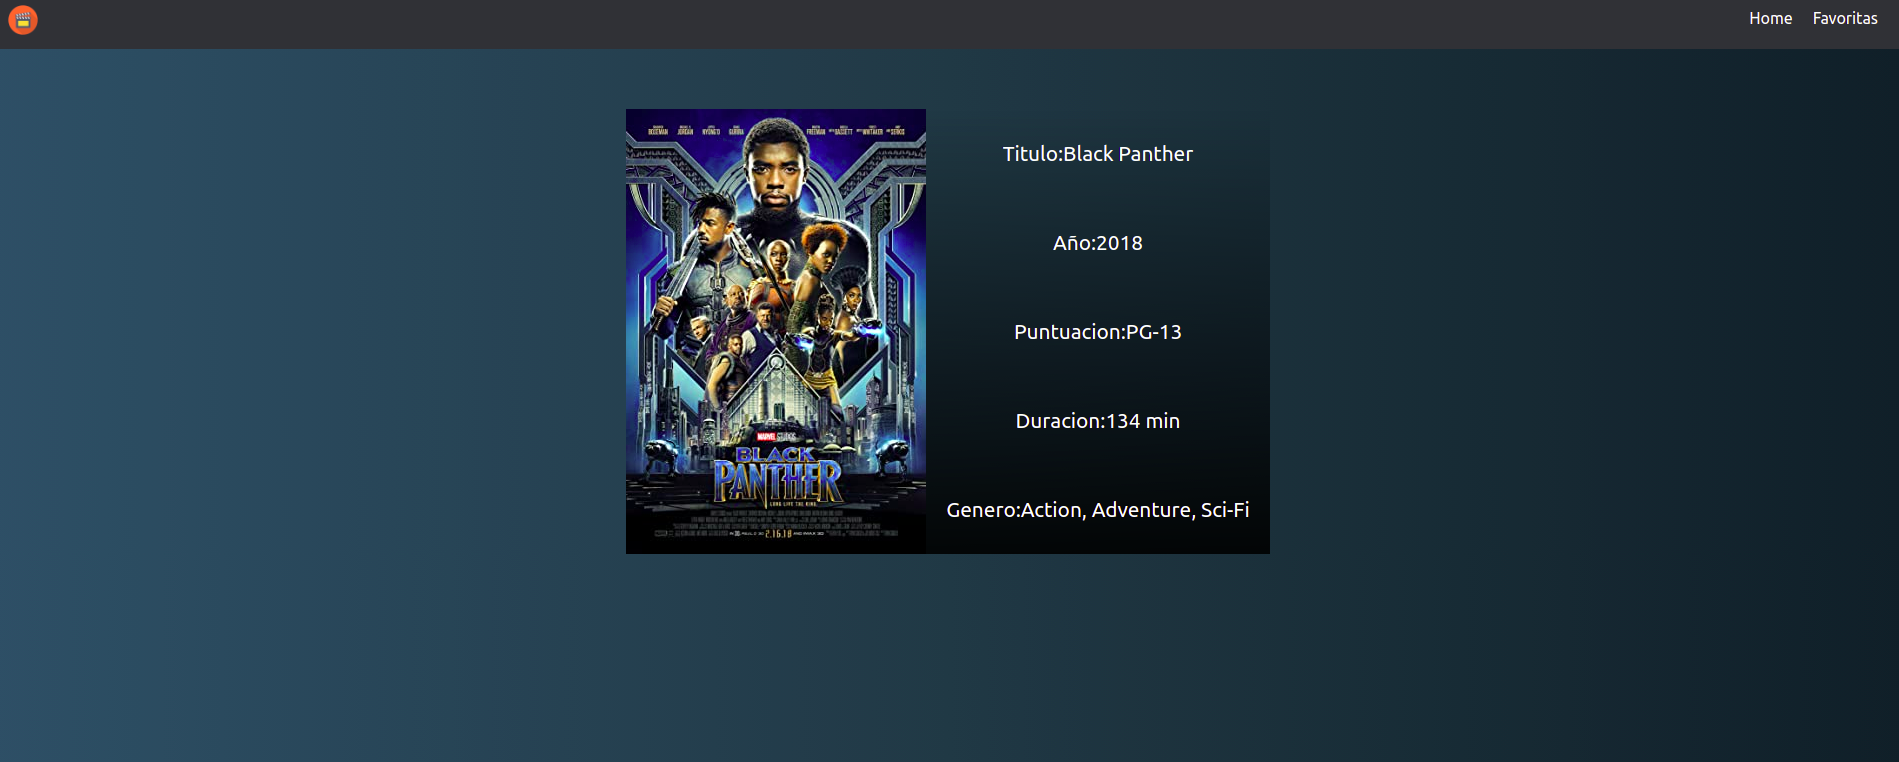 Home Favoritas
BOSEMAN JORDAN NYONG'O GURIRA FREEMAN BASSETT WHITAKER SERKIS
Titulo:Black Panther
Año:2018
Puntuacion:PG-13
Duracion:134 min
Genero:Action, Adventure, Sci-Fi
MARVEL STUDIOS
BLACK
PANTHER
LONG LIVE THE KING
2.16.18